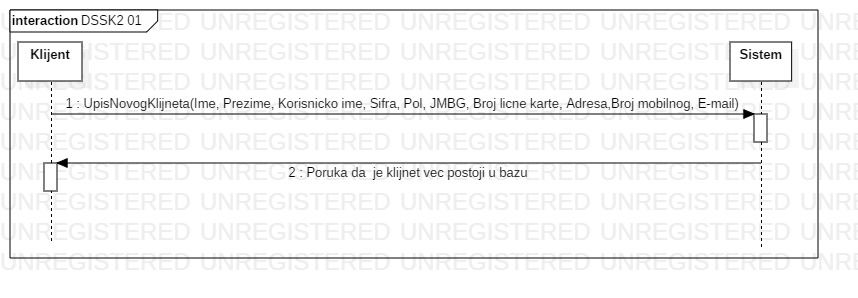 interaction DSSK2 01
Klijent
Sistem
1 : UpisNovogKlijneta(Ime, Prezime, Korisnicko ime, Sifra, Pol, JMBG, Broj licne karte, Adresa,Broj mobilnog, E-mail)
2 : Poruka da  je klijnet vec postoji u bazu
UNREGISTERED UNREGISTERED UNREGISTERED UNREGISTERED